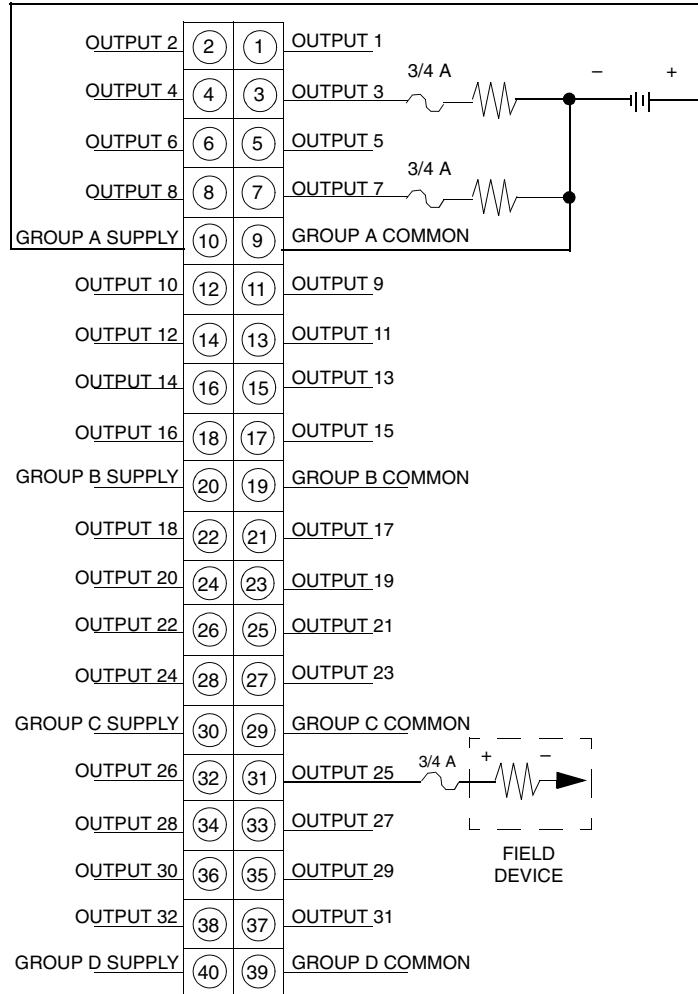 OUTPUT 2 2 1 OUTPUT 1
3/4 A − +
OUTPUT 4 4 3 OUTPUT 3
OUTPUT 6 6 5 OUTPUT 5
3/4 A
OUTPUT 8 8 7 OUTPUT 7
GROUP A SUPPLY 10 9 GROUP A COMMON
OUTPUT 10 12 11 OUTPUT 9
OUTPUT 12 14 13 OUTPUT 11
OUTPUT 14 16 15 OUTPUT 13
OUTPUT 16 18 17 OUTPUT 15
GROUP B SUPPLY 20 19 GROUP B COMMON
OUTPUT 18 22 21 OUTPUT 17
OUTPUT 20 24 23 OUTPUT 19
OUTPUT 22 26 25 OUTPUT 21
OUTPUT 24 28 27 OUTPUT 23
GROUP C SUPPLY 30 29 GROUP C COMMON
3/4 A + −
OUTPUT 26 32 31 OUTPUT 25
OUTPUT 28 34 33 OUTPUT 27
FIELD
DEVICE
OUTPUT 30 36 35 OUTPUT 29
OUTPUT 32 38 37 OUTPUT 31
GROUP D SUPPLY 40 39 GROUP D COMMON